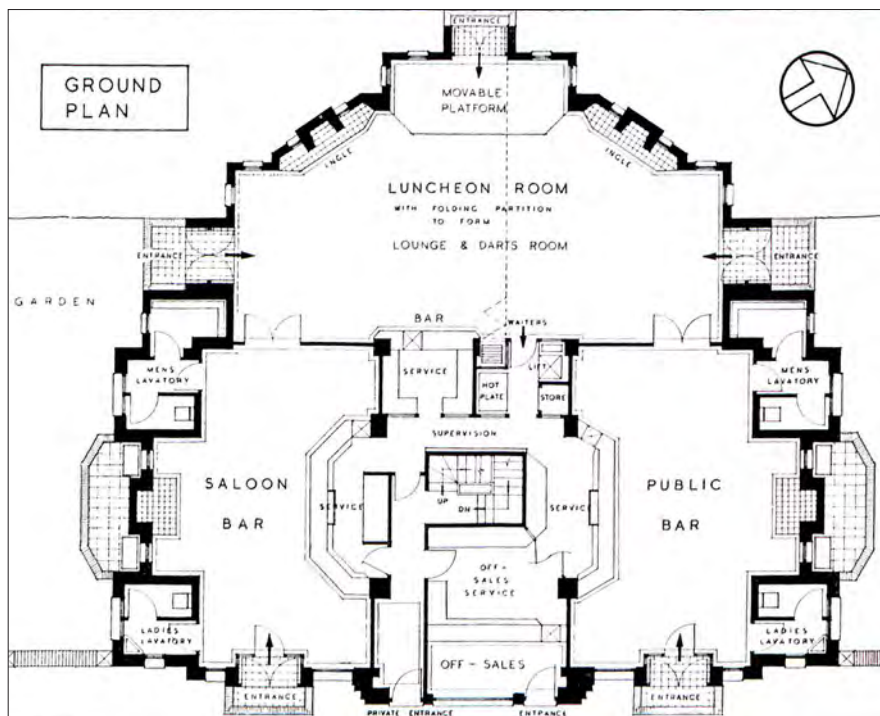 ENTRANCE
GROUND
PLAN
MOVABLE
PLATFORM
INGLE
INGLE
LUNCHEON ROOM
WITH FOLDING PARTITION
TO FORM
LOUNGE & DARTS ROOM
ENTRANCE
ENTRANCE
GARDEN
BAR
WAITERS
MENS
LAVATORY
SERVICE
HOT
PLATE
LIFT
STORE
MENS
LAVATORY
SUPERVISION
SALOON
BAR
SERVICE
UP
DN
SERVICE
PUBLIC
BAR
OFF-
SALES
SERVICE
LADIES
LAVATORY
LADIES
LAVATORY
OFF-SALES
ENTRANCE
PRIVATE ENTRANCE
ENTRANCE
ENTRANCE